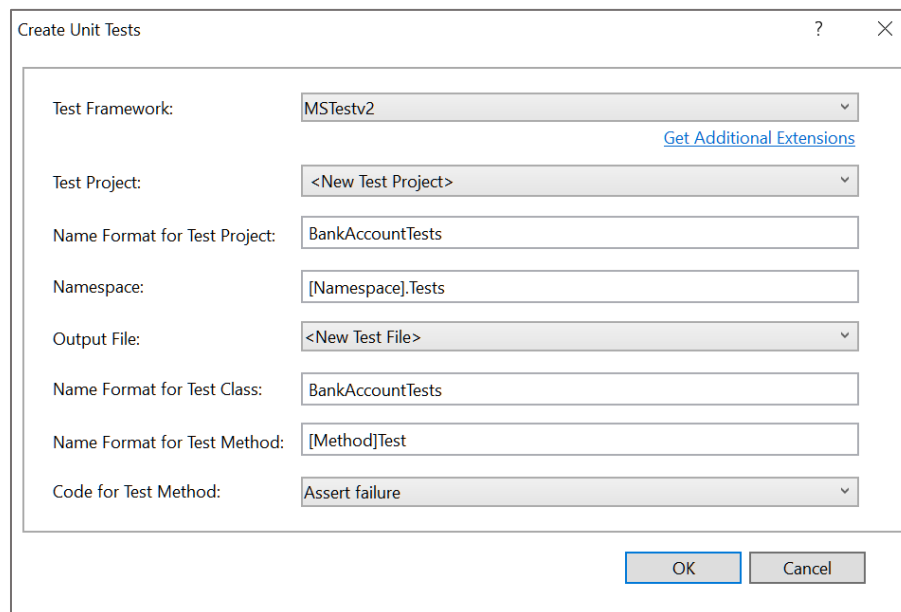 Create Unit Tests ?
Test Framework: MSTestv2
Get Additional Extensions
Test Project: <New Test Project>
Name Format for Test Project: BankAccountTests
Namespace: [Namespace].Tests
Output File: <New Test File>
Name Format for Test Class: BankAccountTests
Name Format for Test Method: [Method]Test
Code for Test Method: Assert failure
OK Cancel